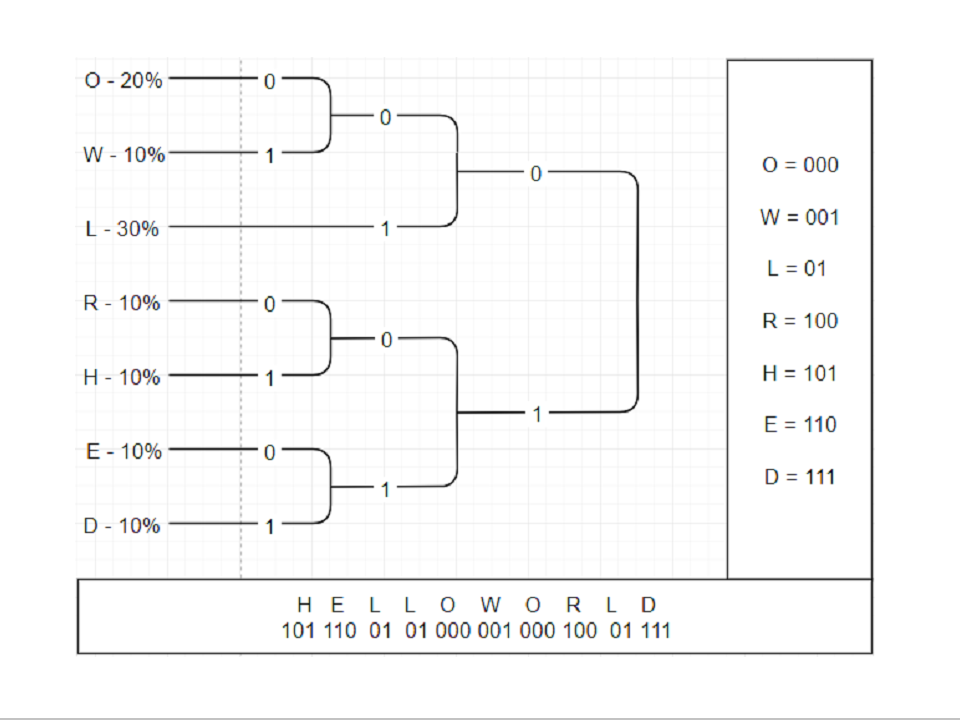 O - 20% 0
0
W - 10% 1
0
L - 30% 1
R - 10% 0
0
H - 10% 1
1
E - 10% 0
1
D - 10% 1
O = 000
W = 001
L = 01
R = 100
H = 101
E = 110
D = 111
H E L L O W O R L D
101 110 01 01 000 001 000 100 01 111